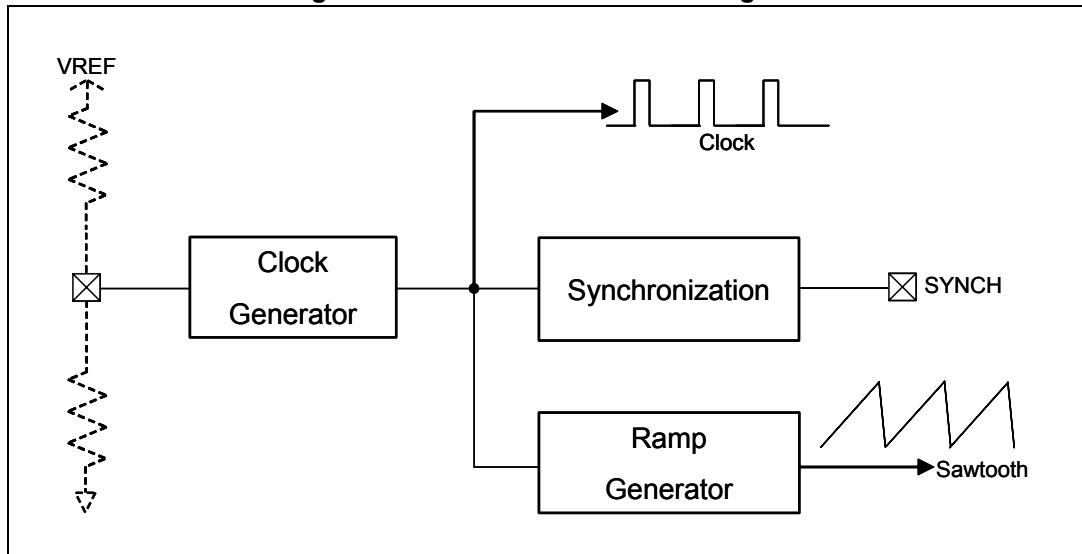 VREF
Clock
Clock
Generator
Synchronization
SYNCH
Ramp
Generator
Sawtooth